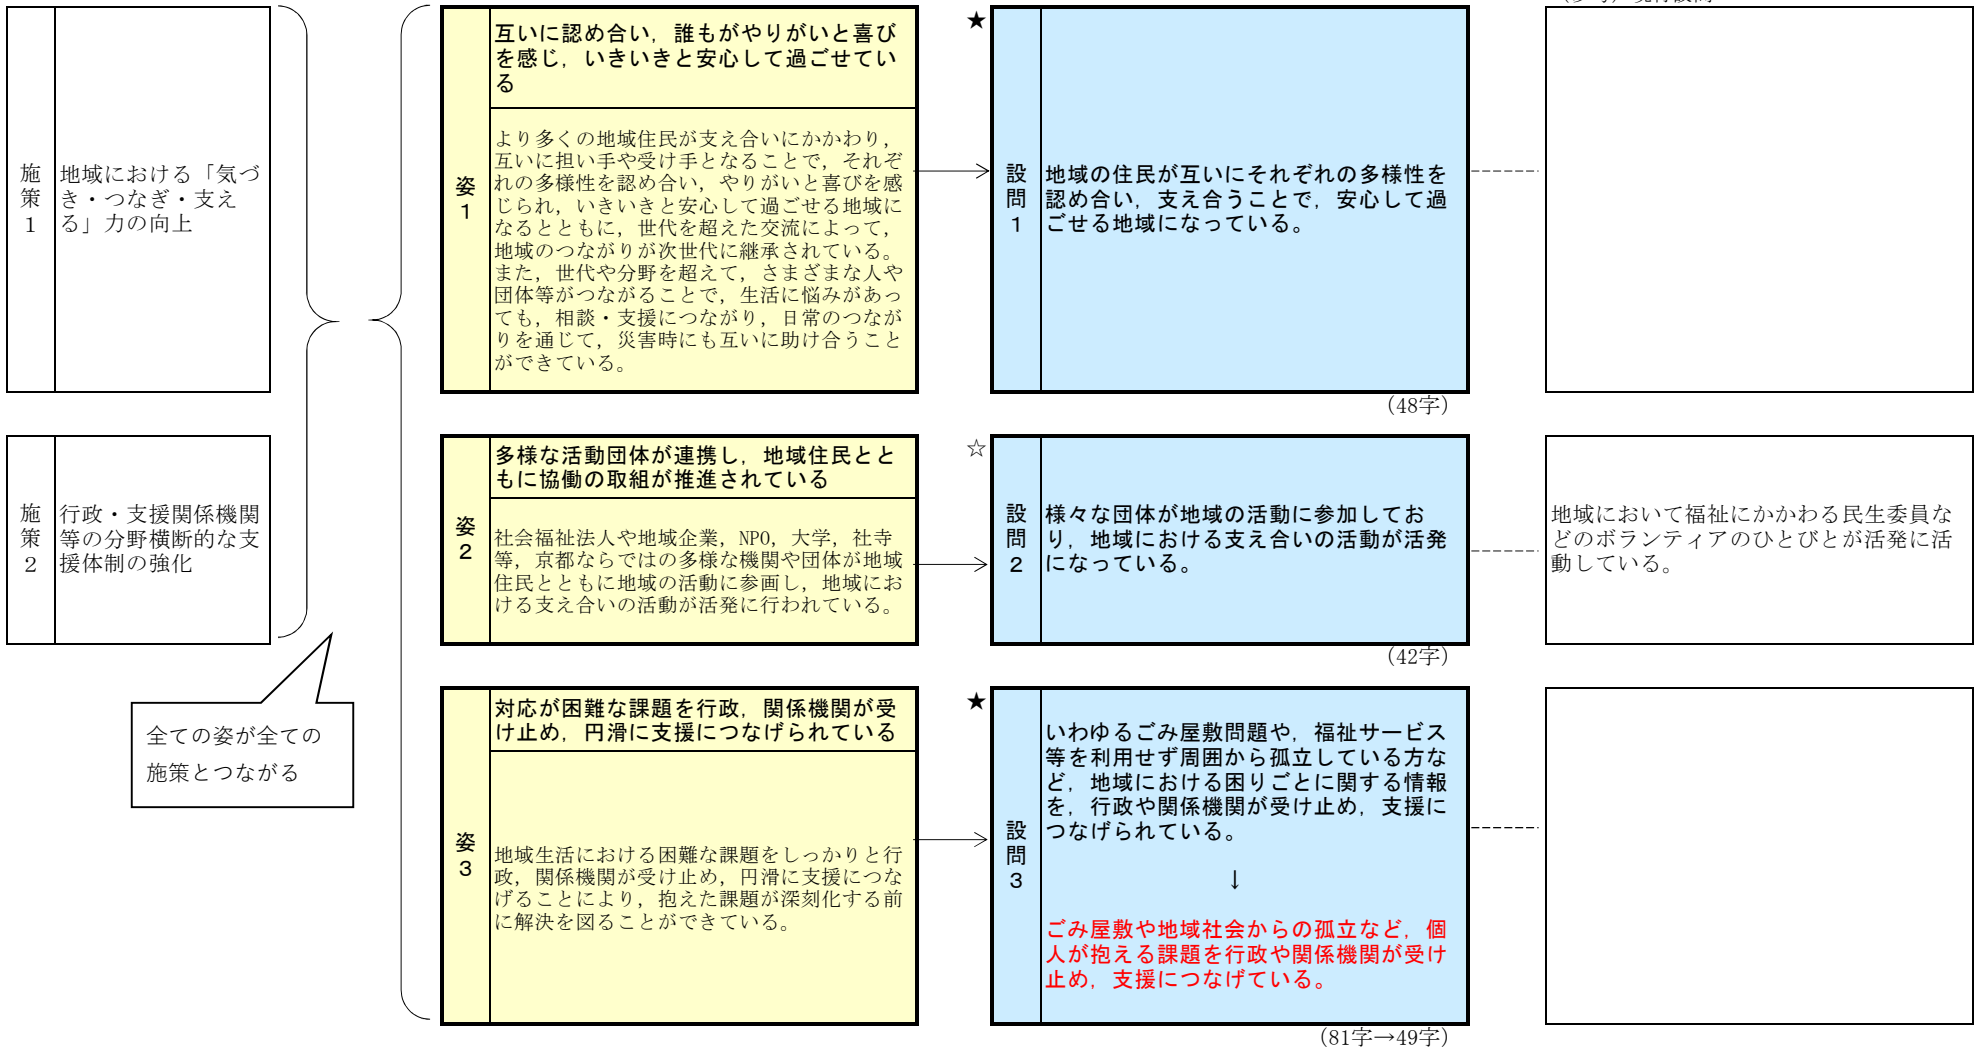 施策1
地域における「気づ
き・つなぎ・支え
る」力の向上
姿1
互いに認め合い，誰もがやりがいと喜び
を感じ，いきいきと安心して過ごせてい
る
より多くの地域住民が支え合いにかかわり，
互いに担い手や受け手となることで，それぞ
れの多様性を認め合い，やりがいと喜びを感
じられ，いきいきと安心して過ごせる地域に
なるとともに，世代を超えた交流によって，
地域のつながりが次世代に継承されている。
また，世代や分野を超えて，さまざまな人や
団体等がつながることで，生活に悩みがあっ
ても，相談・支援につながり，日常のつなが
りを通じて，災害時にも互いに助け合うこと
ができている。
★
設問1
地域の住民が互いにそれぞれの多様性を
認め合い，支え合うことで，安心して過
ごせる地域になっている。
（48字）
施策2
行政・支援関係機関
等の分野横断的な支
援体制の強化
姿2
多様な活動団体が連携し，地域住民とと
もに協働の取組が推進されている
社会福祉法人や地域企業，NPO，大学，社寺
等，京都ならではの多様な機関や団体が地域
住民とともに地域の活動に参画し，地域にお
ける支え合いの活動が活発に行われている。
☆
設問2
様々な団体が地域の活動に参加してお
り，地域における支え合いの活動が活発
になっている。
（42字）
地域において福祉にかかわる民生委員な
どのボランティアのひとびとが活発に活
動している。
全ての姿が全ての
施策とつながる
姿3
対応が困難な課題を行政，関係機関が受
け止め，円滑に支援につなげられている
地域生活における困難な課題をしっかりと行
政，関係機関が受け止め，円滑に支援につな
げることにより，抱えた課題が深刻化する前
に解決を図ることができている。
★
設問3
いわゆるごみ屋敷問題や，福祉サービス
等を利用せず周囲から孤立している方な
ど，地域における困りごとに関する情報
を，行政や関係機関が受け止め，支援に
つなげられている。
↓
ごみ屋敷や地域社会からの孤立など，個
人が抱える課題を行政や関係機関が受け
止め，支援につなげている。
（81字→49字）